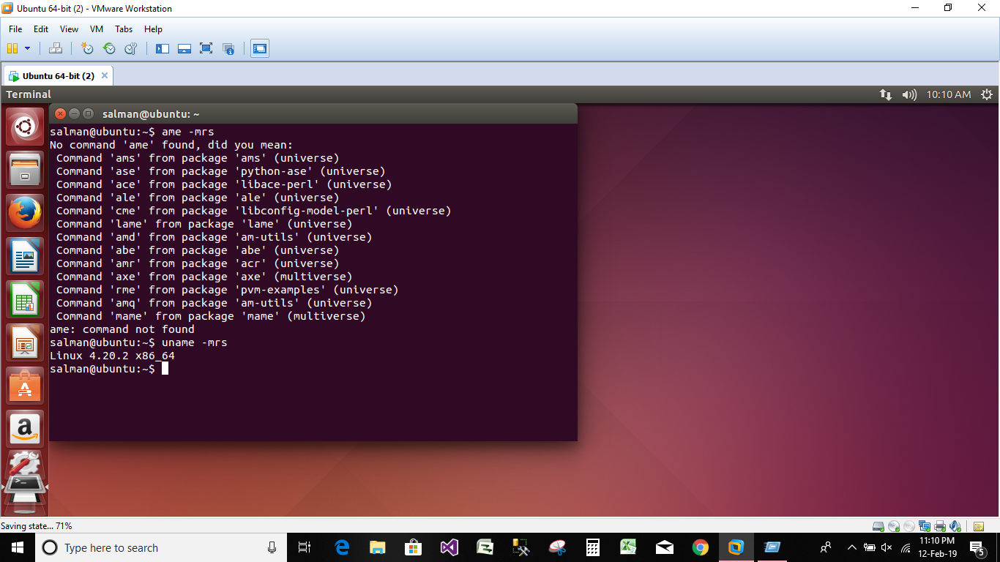 Ubuntu 64-bit (2) - VMware Workstation
File Edit View VM Tabs Help
Ubuntu 64-bit (2)
Terminal
10:10 AM
salman@ubuntu: ~
salman@ubuntu:~$ ame -mrs
No command 'ame' found, did you mean:
Command 'ams' from package 'ams' (universe)
Command 'ase' from package 'python-ase' (universe)
Command 'ace' from package 'libace-perl' (universe)
Command 'ale' from package 'ale' (universe)
Command 'cme' from package 'libconfig-model-perl' (universe)
Command 'lame' from package 'lame' (universe)
Command 'amd' from package 'am-utils' (universe)
Command 'abe' from package 'abe' (universe)
Command 'amr' from package 'acr' (universe)
Command 'axe' from package 'axe' (multiverse)
Command 'rme' from package 'pvm-examples' (universe)
Command 'amq' from package 'am-utils' (universe)
Command 'mame' from package 'mame' (multiverse)
ame: command not found
salman@ubuntu:~$ uname -mrs
Linux 4.20.2 x86_64
salman@ubuntu:~$
Saving state... 71%
Type here to search
11:10 PM
12-Feb-19
5